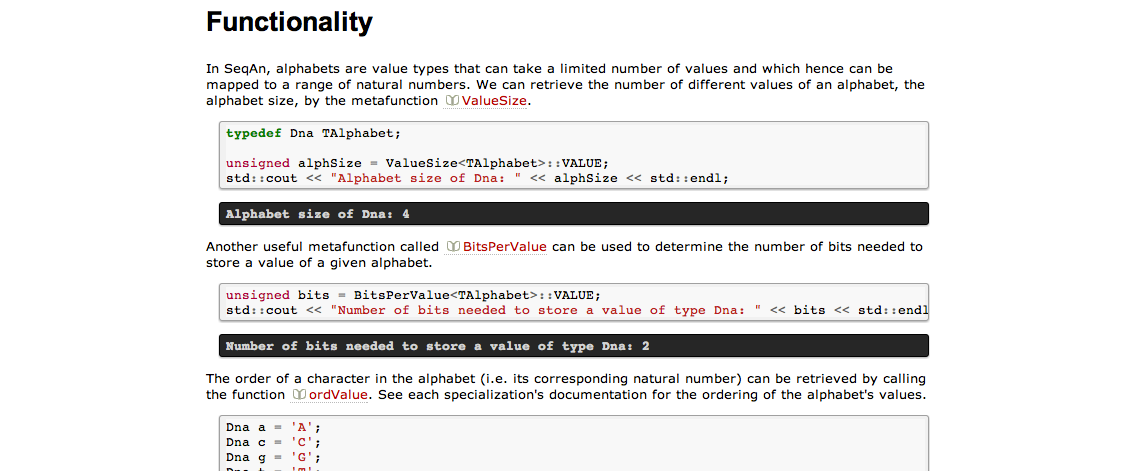 Functionality
In SeqAn, alphabets are value types that can take a limited number of values and which hence can be
mapped to a range of natural numbers. We can retrieve the number of different values of an alphabet, the
alphabet size, by the metafunction ValueSize.
typedef Dna TAlphabet;
unsigned alphSize = ValueSize<TAlphabet>::VALUE;
std::cout << "Alphabet size of Dna: " << alphSize << std::endl;
Alphabet size of Dna: 4
Another useful metafunction called BitsPerValue can be used to determine the number of bits needed to
store a value of a given alphabet.
unsigned bits = BitsPerValue<TAlphabet>::VALUE;
std::cout << "Number of bits needed to store a value of type Dna: " << bits << std::endl
Number of bits needed to store a value of type Dna: 2
The order of a character in the alphabet (i.e. its corresponding natural number) can be retrieved by calling
the function ordValue. See each specialization's documentation for the ordering of the alphabet's values.
Dna a = 'A';
Dna c = 'C';
Dna g = 'G';